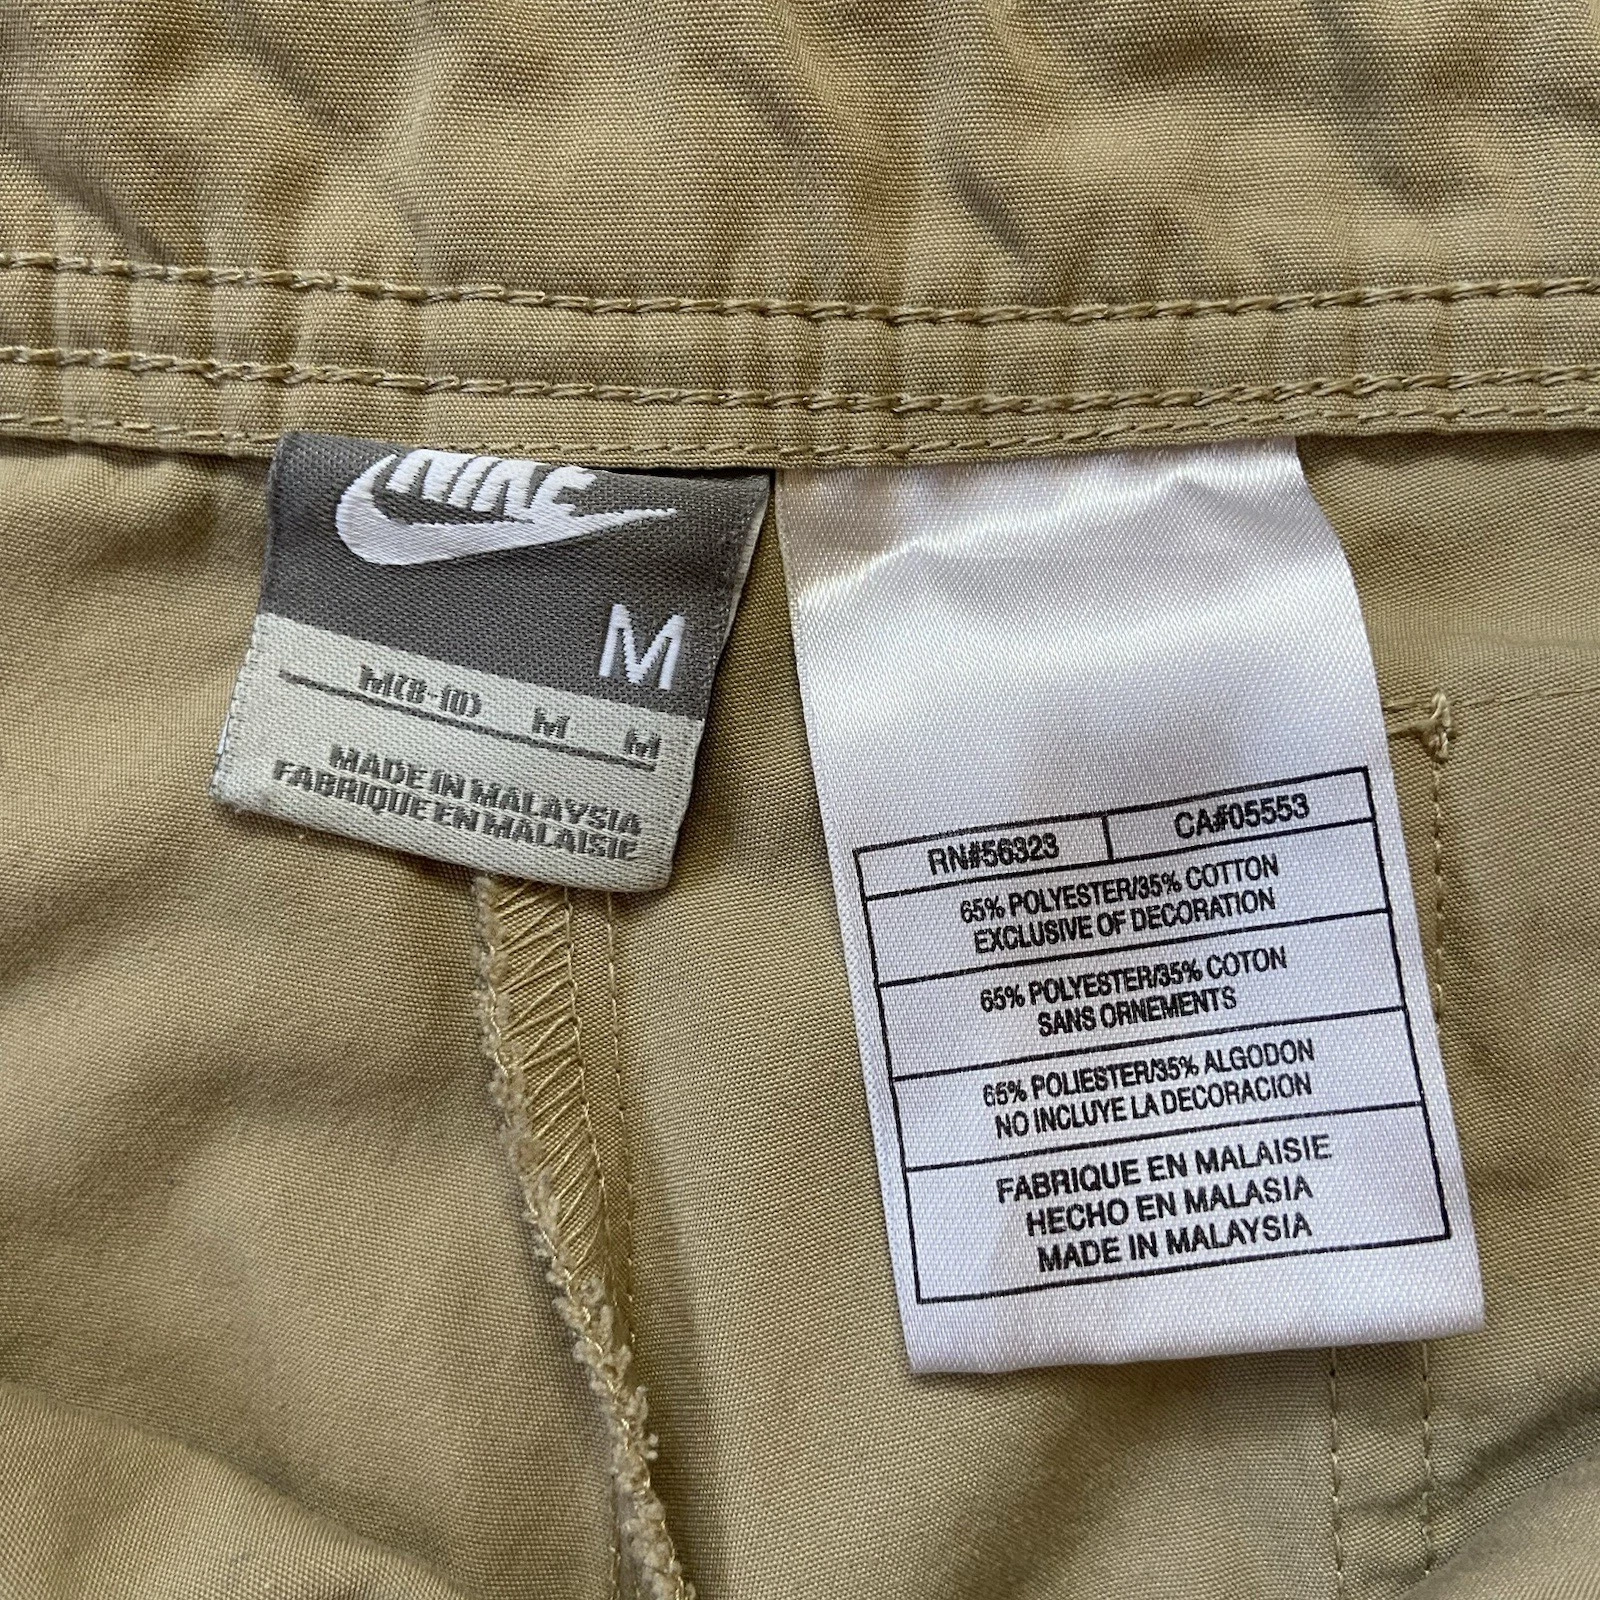 NIKE
M
M(8-10) M M
MADE IN MALAYSIA
FABRIQUE EN MALAISIE
RN#56323 CA#05553
65% POLYESTER/35% COTTON
EXCLUSIVE OF DECORATION
65% POLYESTER/35% COTON
SANS ORNEMENTS
65% POLIESTER/35% ALGODON
NO INCLUYE LA DECORACION
FABRIQUE EN MALAISIE
HECHO EN MALASIA
MADE IN MALAYSIA